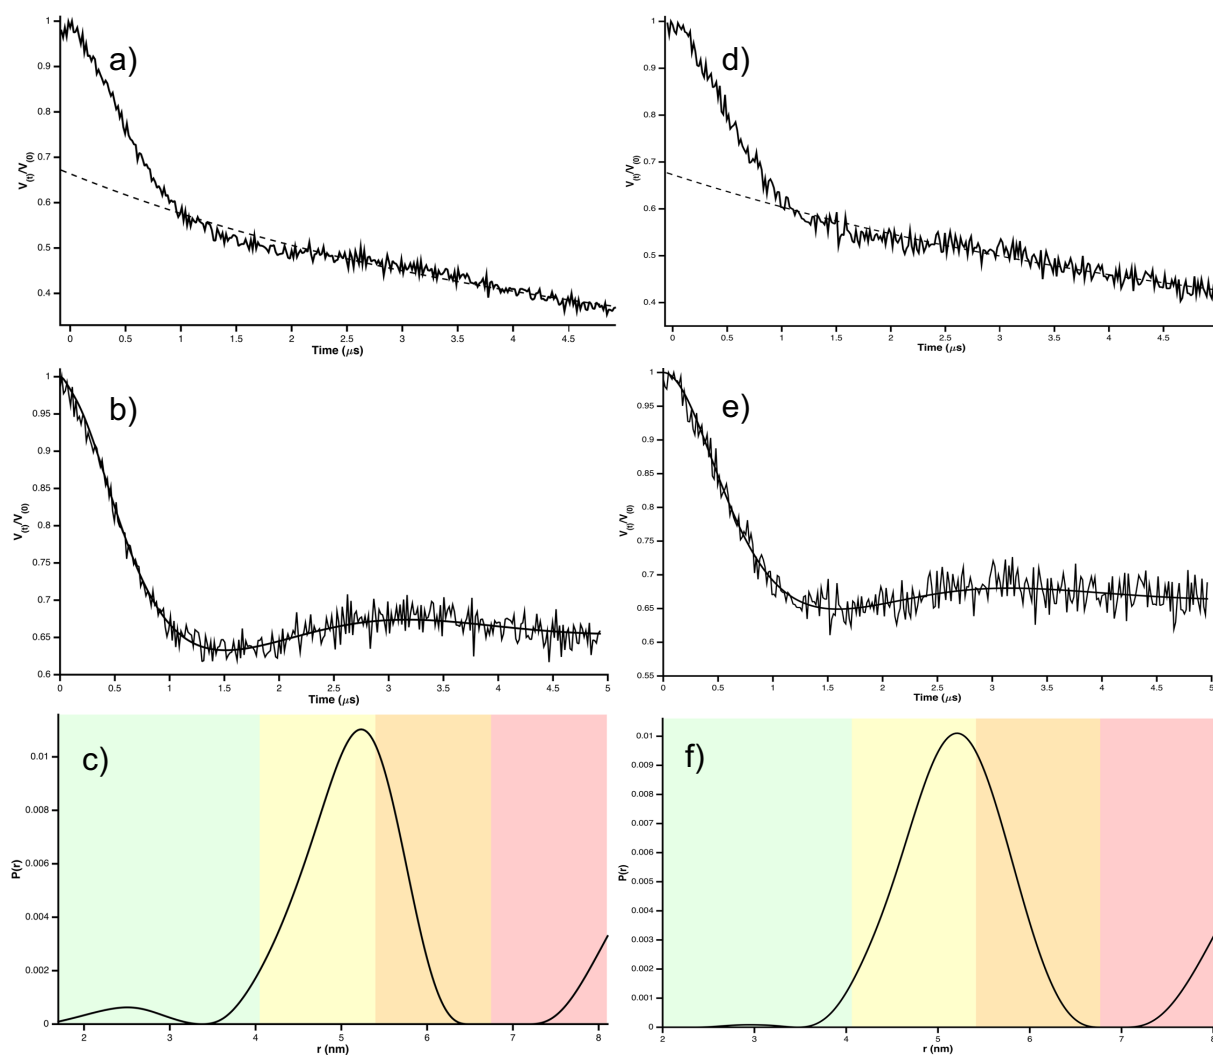 a)
1
0.9
0.8
0.7
0.6
0.5
0.4
V(t)/V(0)
0 0.5 1 1.5 2 2.5 3 3.5 4 4.5
Time (μs)
d)
1
0.9
0.8
0.7
0.6
0.5
0.4
V(t)/V(0)
0 0.5 1 1.5 2 2.5 3 3.5 4 4.5
Time (μs)
b)
1
0.95
0.9
0.85
0.8
0.75
0.7
0.65
0.6
V(t)/V(0)
0 0.5 1 1.5 2 2.5 3 3.5 4 4.5 5
Time (μs)
e)
1
0.95
0.9
0.85
0.8
0.75
0.7
0.65
0.6
0.55
V(t)/V(0)
0 0.5 1 1.5 2 2.5 3 3.5 4 4.5 5
Time (μs)
c)
0.01
0.008
0.006
0.004
0.002
0
P(r)
2 3 4 5 6 7 8
r (nm)
f)
0.01
0.009
0.008
0.007
0.006
0.005
0.004
0.003
0.002
0.001
0
P(r)
2 3 4 5 6 7 8
r (nm)